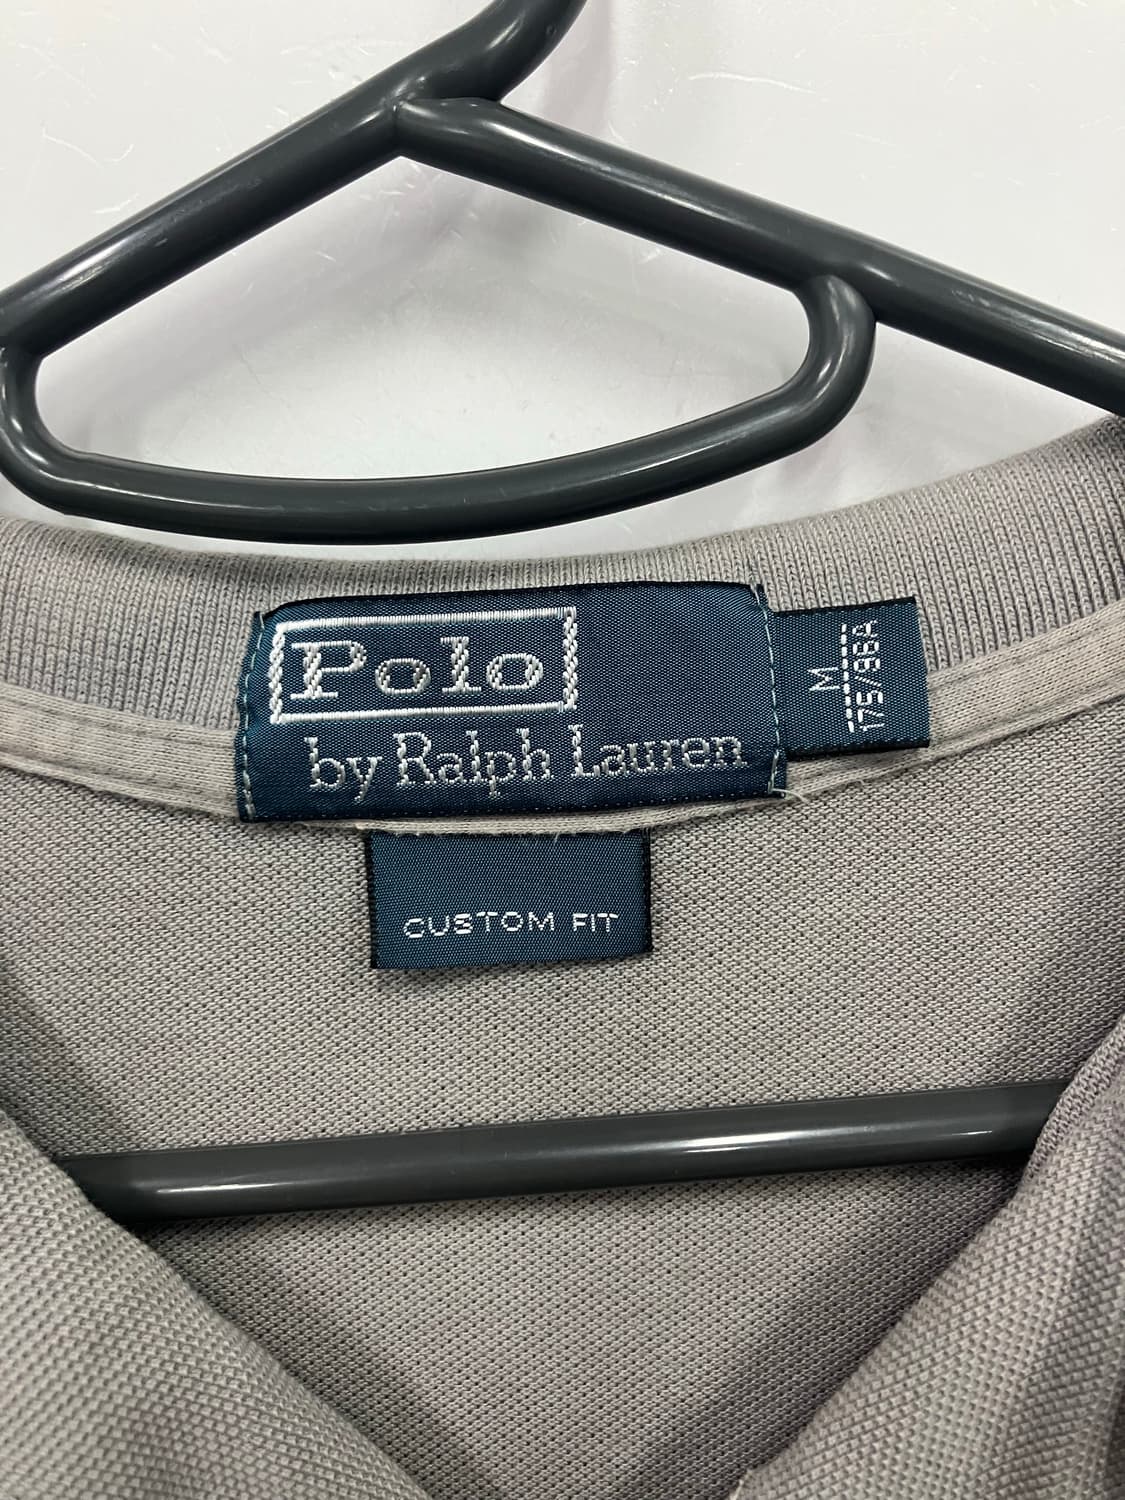 Polo
by Ralph Lauren
M
175/96A
CUSTOM FIT